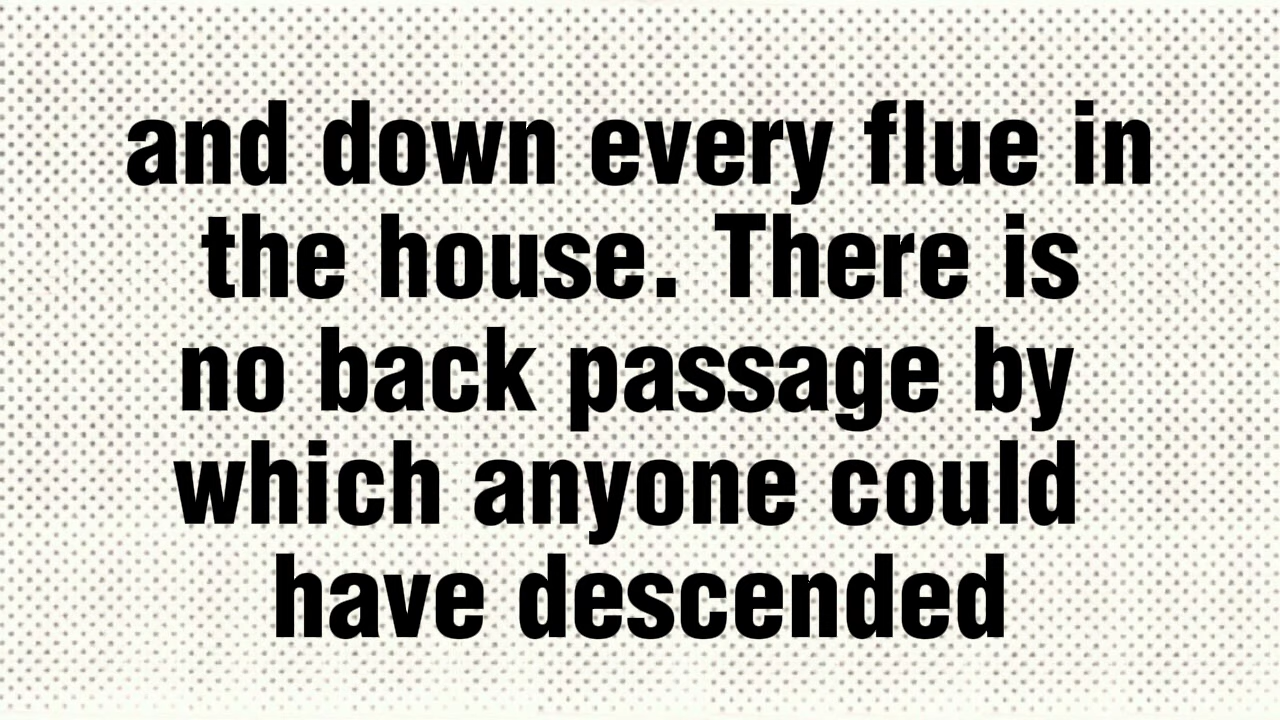 and down every flue in
the house. There is
no back passage by
which anyone could
have descended